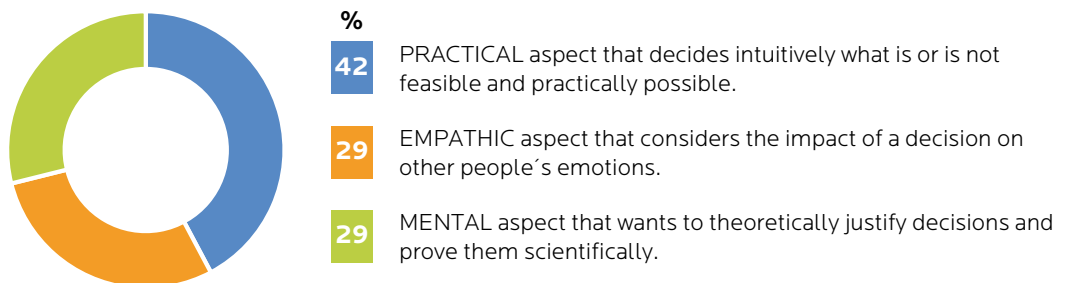 %
42
PRACTICAL aspect that decides intuitively what is or is not
feasible and practically possible.
29
EMPATHIC aspect that considers the impact of a decision on
other people´s emotions.
29
MENTAL aspect that wants to theoretically justify decisions and
prove them scientifically.